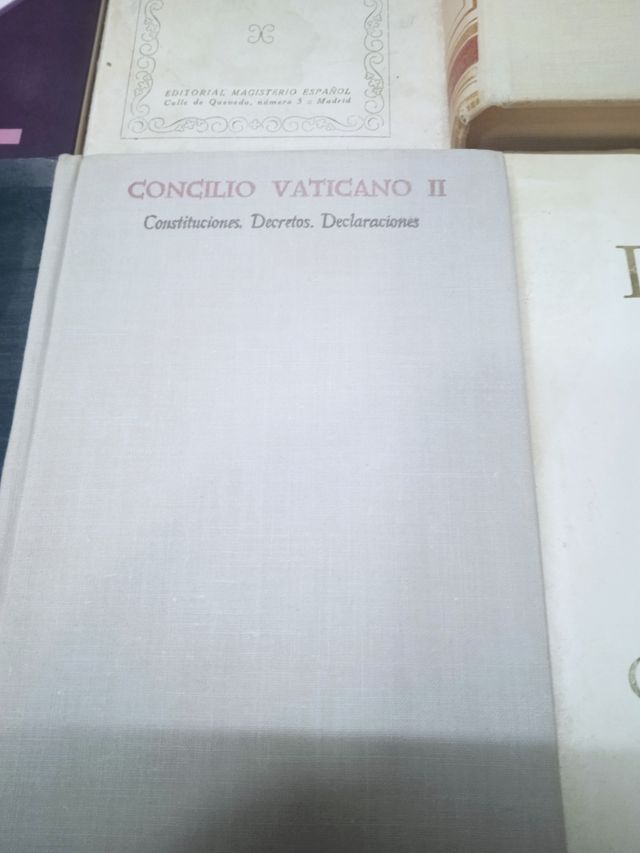 EDITORIAL MAGISTERIO ESPAÑOL
Calle de Quevedo, número 5 :: Madrid
CONCILIO VATICANO II
Constituciones. Decretos. Declaraciones